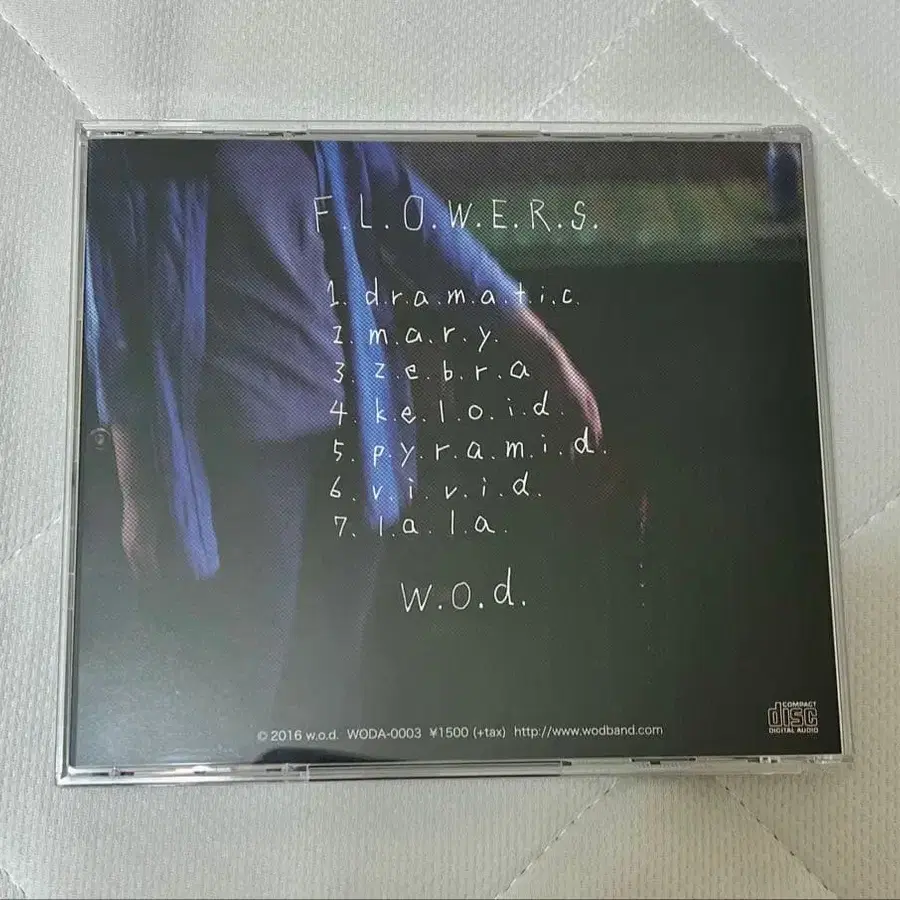 F.L.O.W.E.R.S.
1. d.r.a.m.a.t.i.c.
2. m.a.r.y.
3. z.e.b.r.a
4. k.e.l.o.i.d.
5. p.y.r.a.m.i.d.
6. v.i.v.i.d.
7. l.a.l.a.
w.o.d.
© 2016 w.o.d. WODA-0003 ¥1500 (+tax) http://www.wodband.com
COMPACT
disc
DIGITAL AUDIO